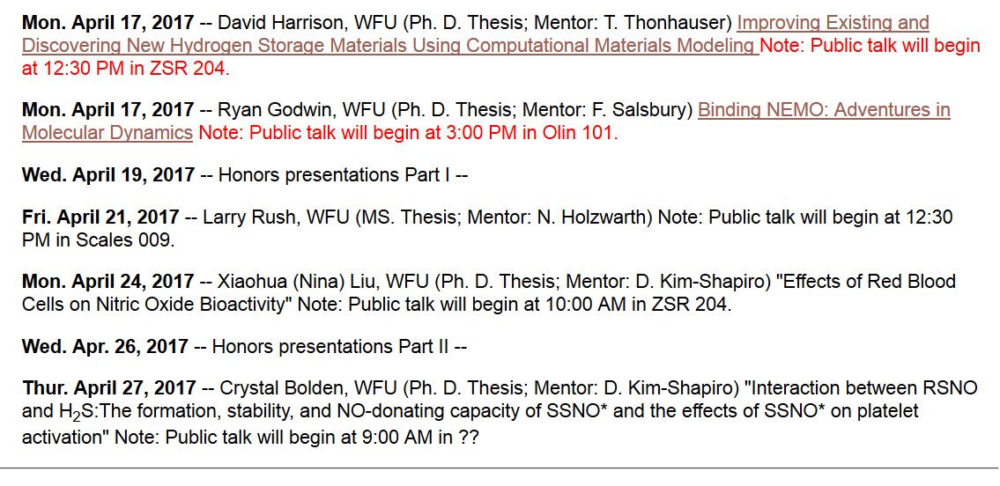 Mon. April 17, 2017 -- David Harrison, WFU (Ph. D. Thesis; Mentor: T. Thonhauser) Improving Existing and
Discovering New Hydrogen Storage Materials Using Computational Materials Modeling Note: Public talk will begin
at 12:30 PM in ZSR 204.
Mon. April 17, 2017 -- Ryan Godwin, WFU (Ph. D. Thesis; Mentor: F. Salsbury) Binding NEMO: Adventures in
Molecular Dynamics Note: Public talk will begin at 3:00 PM in Olin 101.
Wed. April 19, 2017 -- Honors presentations Part I --
Fri. April 21, 2017 -- Larry Rush, WFU (MS. Thesis; Mentor: N. Holzwarth) Note: Public talk will begin at 12:30
PM in Scales 009.
Mon. April 24, 2017 -- Xiaohua (Nina) Liu, WFU (Ph. D. Thesis; Mentor: D. Kim-Shapiro) "Effects of Red Blood
Cells on Nitric Oxide Bioactivity" Note: Public talk will begin at 10:00 AM in ZSR 204.
Wed. Apr. 26, 2017 -- Honors presentations Part II --
Thur. April 27, 2017 -- Crystal Bolden, WFU (Ph. D. Thesis; Mentor: D. Kim-Shapiro) "Interaction between RSNO
and H₂S:The formation, stability, and NO-donating capacity of SSNO* and the effects of SSNO* on platelet
activation" Note: Public talk will begin at 9:00 AM in ??